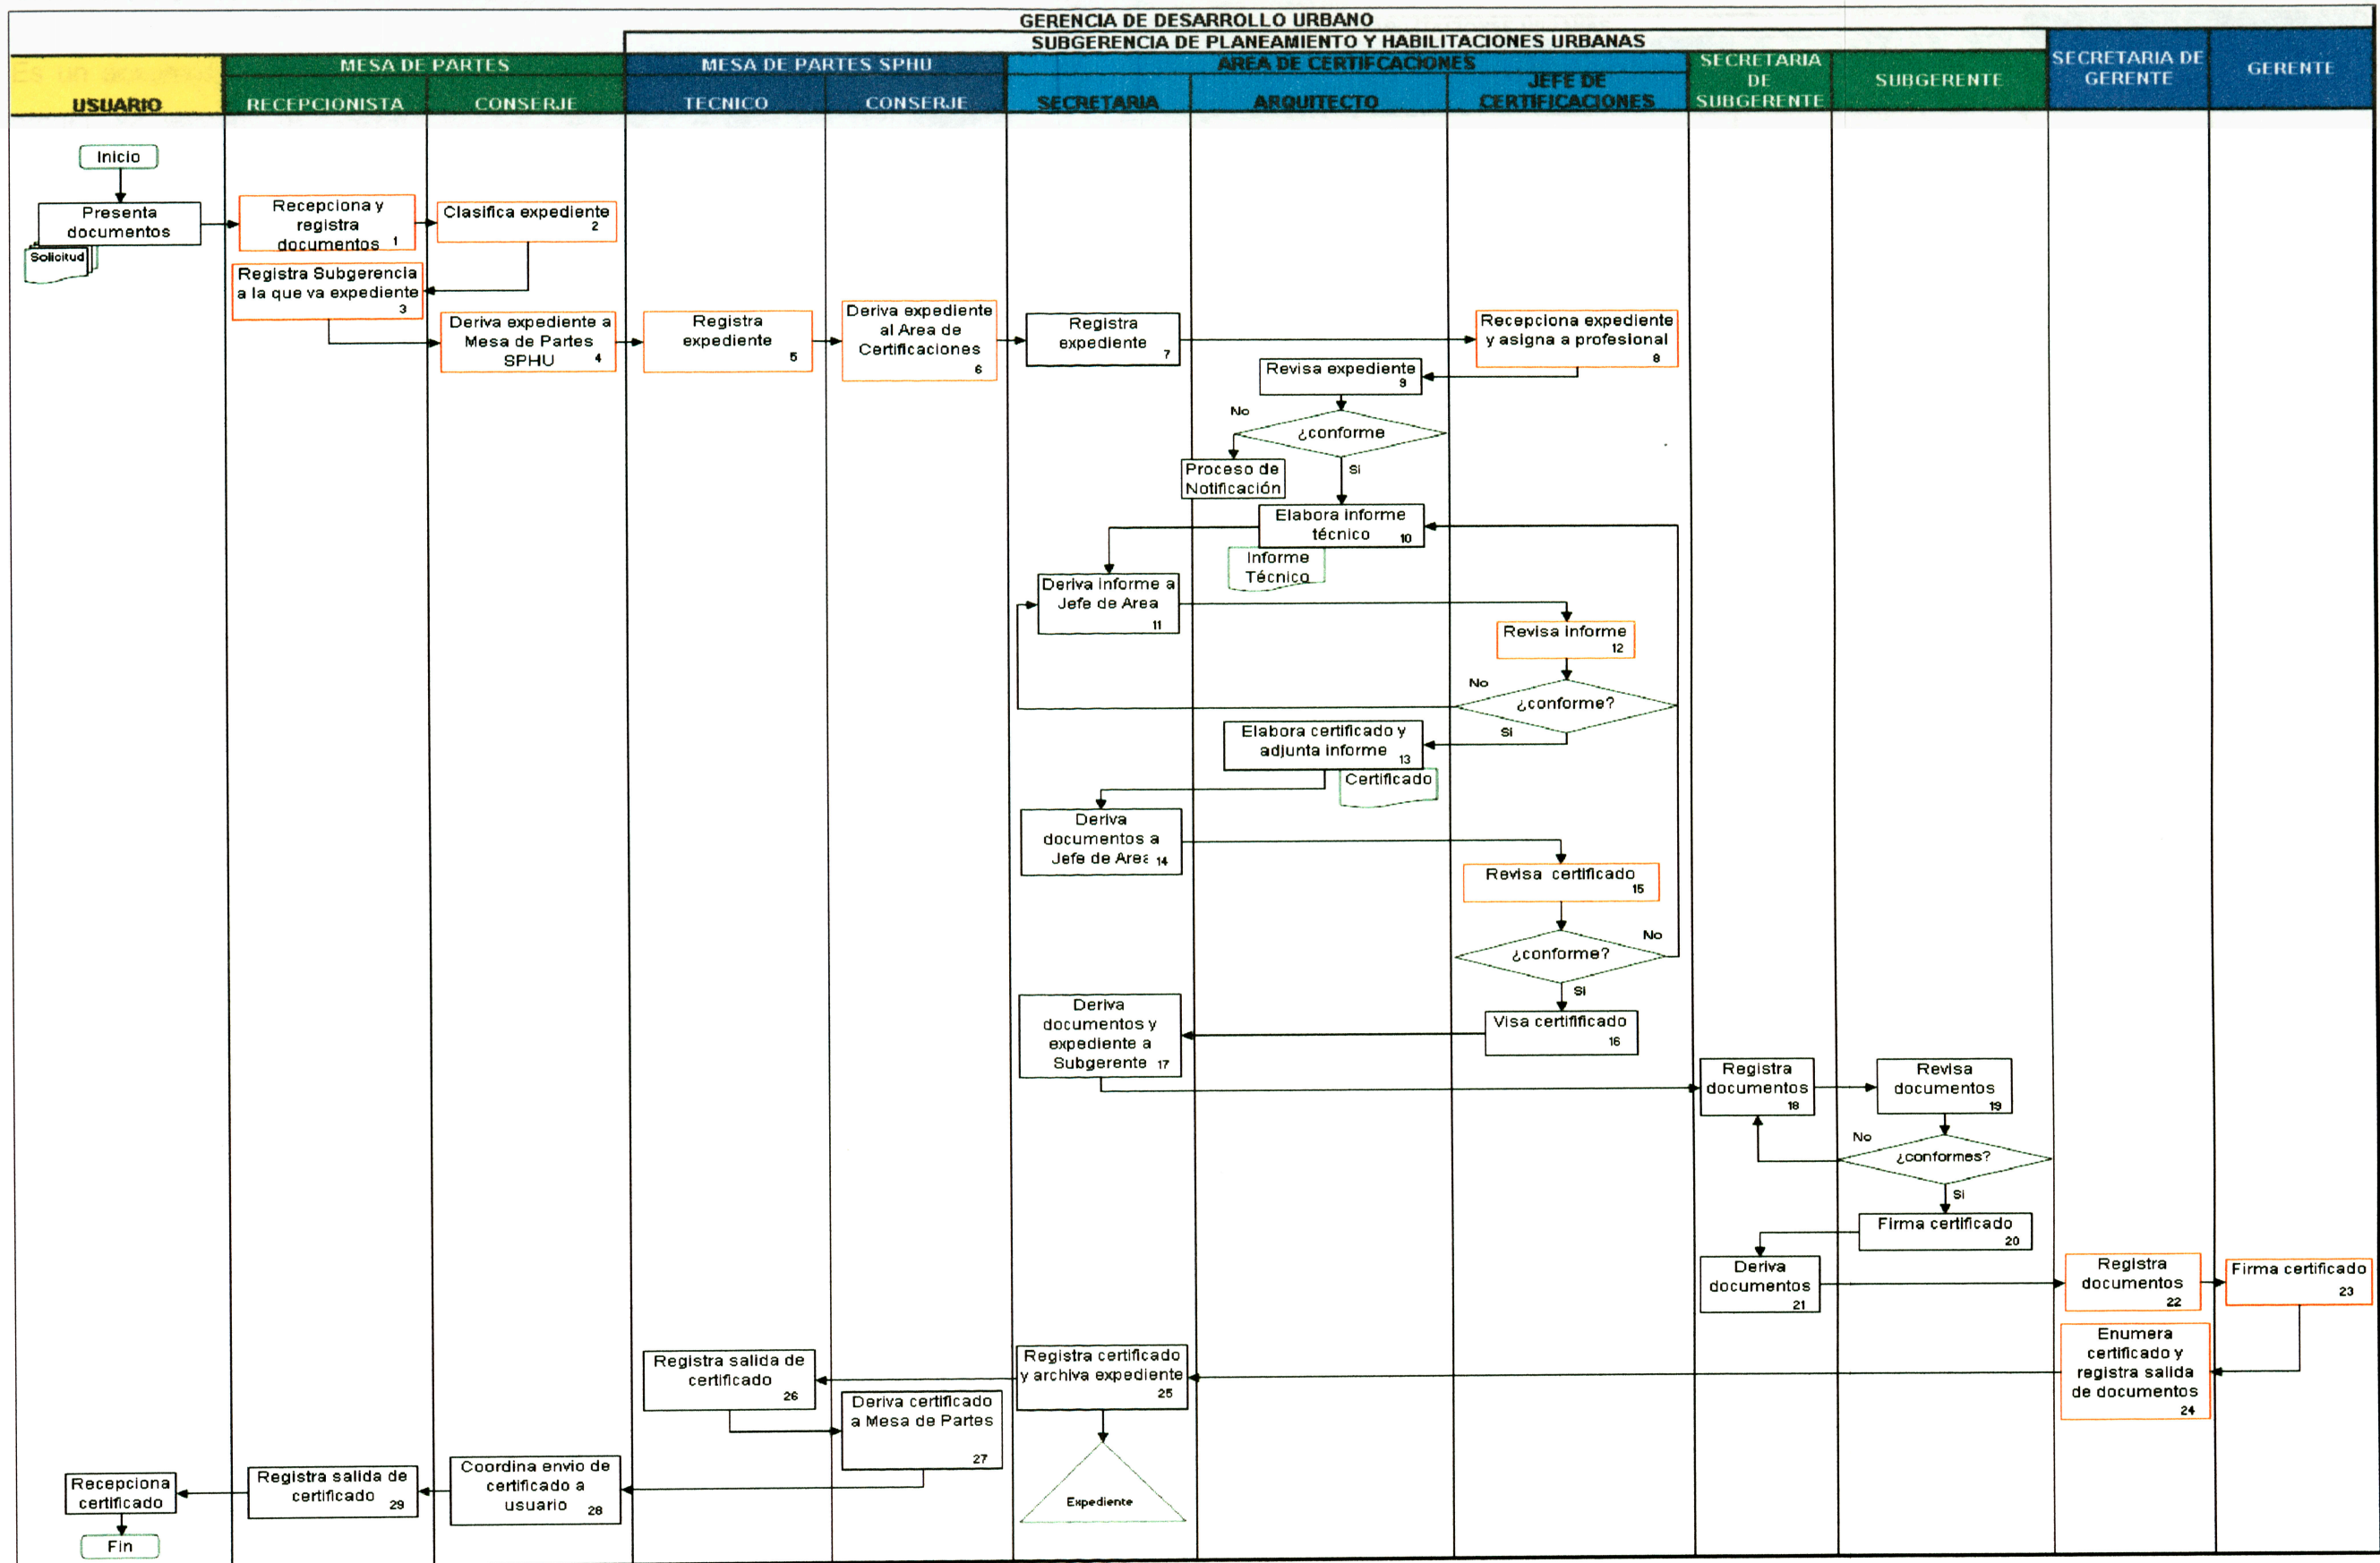 GERENCIA DE DESARROLLO URBANO
SUBGERENCIA DE PLANEAMIENTO Y HABILITACIONES URBANAS
USUARIO
MESA DE PARTES
RECEPCIONISTA
CONSERJE
MESA DE PARTES SPHU
TECNICO
CONSERJE
AREA DE CERTIFCACIONES
SECRETARIA
ARQUITECTO
JEFE DE
CERTIFICACIONES
SECRETARIA
DE
SUBGERENTE
SUBGERENTE
SECRETARIA DE
GERENTE
GERENTE
Inicio
Presenta
documentos
Solicitud
Recepciona y
registra
documentos 1
Clasifica expediente
2
Registra Subgerencia
a la que va expediente
3
Deriva expediente a
Mesa de Partes
SPHU 4
Registra
expediente
5
Deriva expediente
al Area de
Certificaciones
6
Registra
expediente
7
Recepciona expediente
y asigna a profesional
8
Revisa expediente
9
¿conforme
No
Si
Proceso de
Notificación
Elabora informe
técnico 10
Informe
Técnico
Deriva informe a
Jefe de Area
11
Revisa informe
12
No
¿conforme?
Si
Elabora certificado y
adjunta informe
13
Certificado
Deriva
documentos a
Jefe de Area 14
Revisa certificado
15
No
¿conforme?
Si
Visa certifificado
16
Deriva
documentos y
expediente a
Subgerente 17
Registra
documentos
18
Revisa
documentos
19
No
¿conformes?
Si
Firma certificado
20
Deriva
documentos
21
Registra
documentos
22
Firma certificado
23
Enumera
certificado y
registra salida
de documentos
24
Registra certificado
y archiva expediente
25
Expediente
Registra salida de
certificado
26
Deriva certificado
a Mesa de Partes
27
Coordina envio de
certificado a
usuario 28
Registra salida de
certificado 29
Recepciona
certificado
Fin